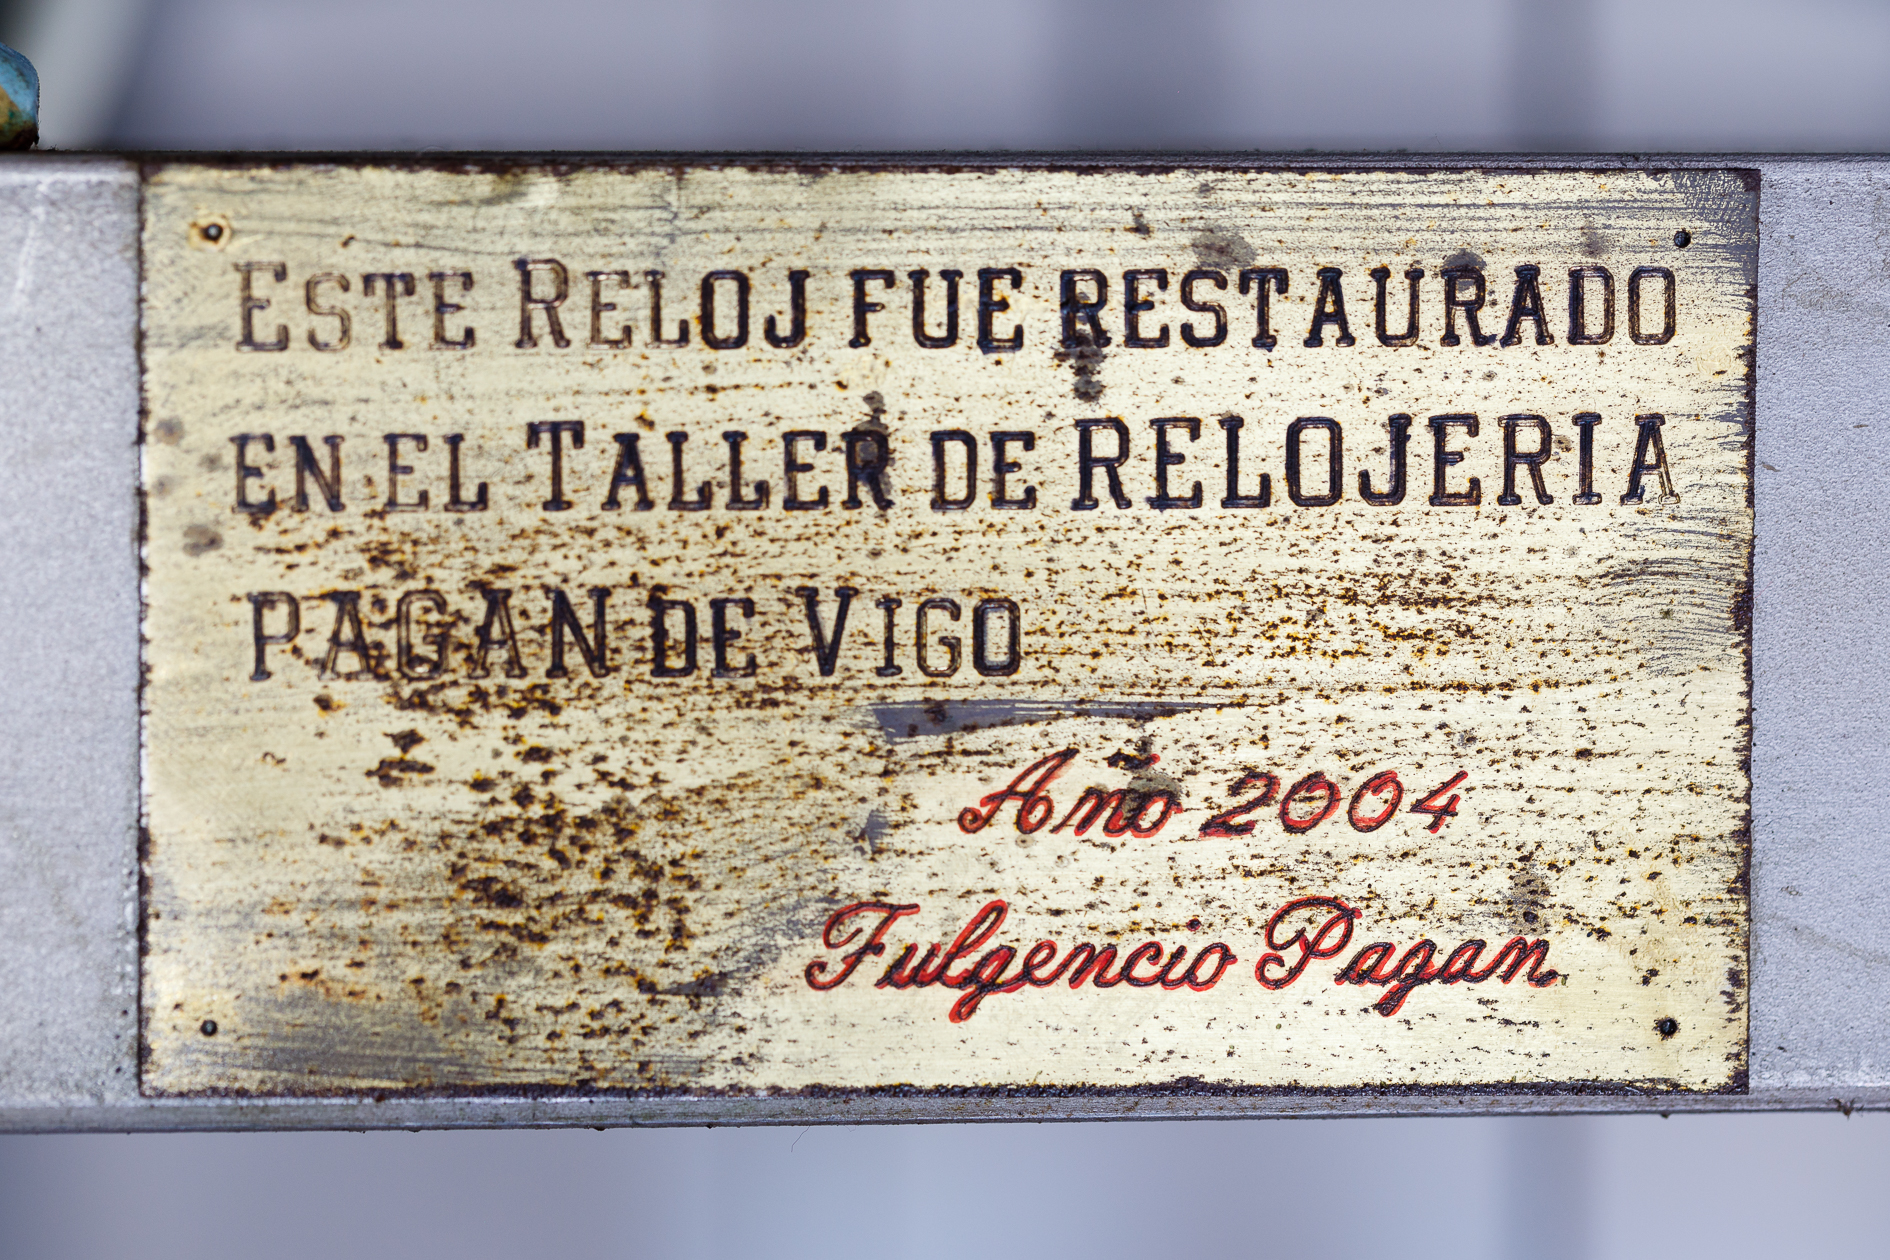 ESTE RELOJ FUE RESTAURADO
EN EL TALLER DE RELOJERIA
PAGAN DE VIGO
Año 2004
Fulgencio Pagan.